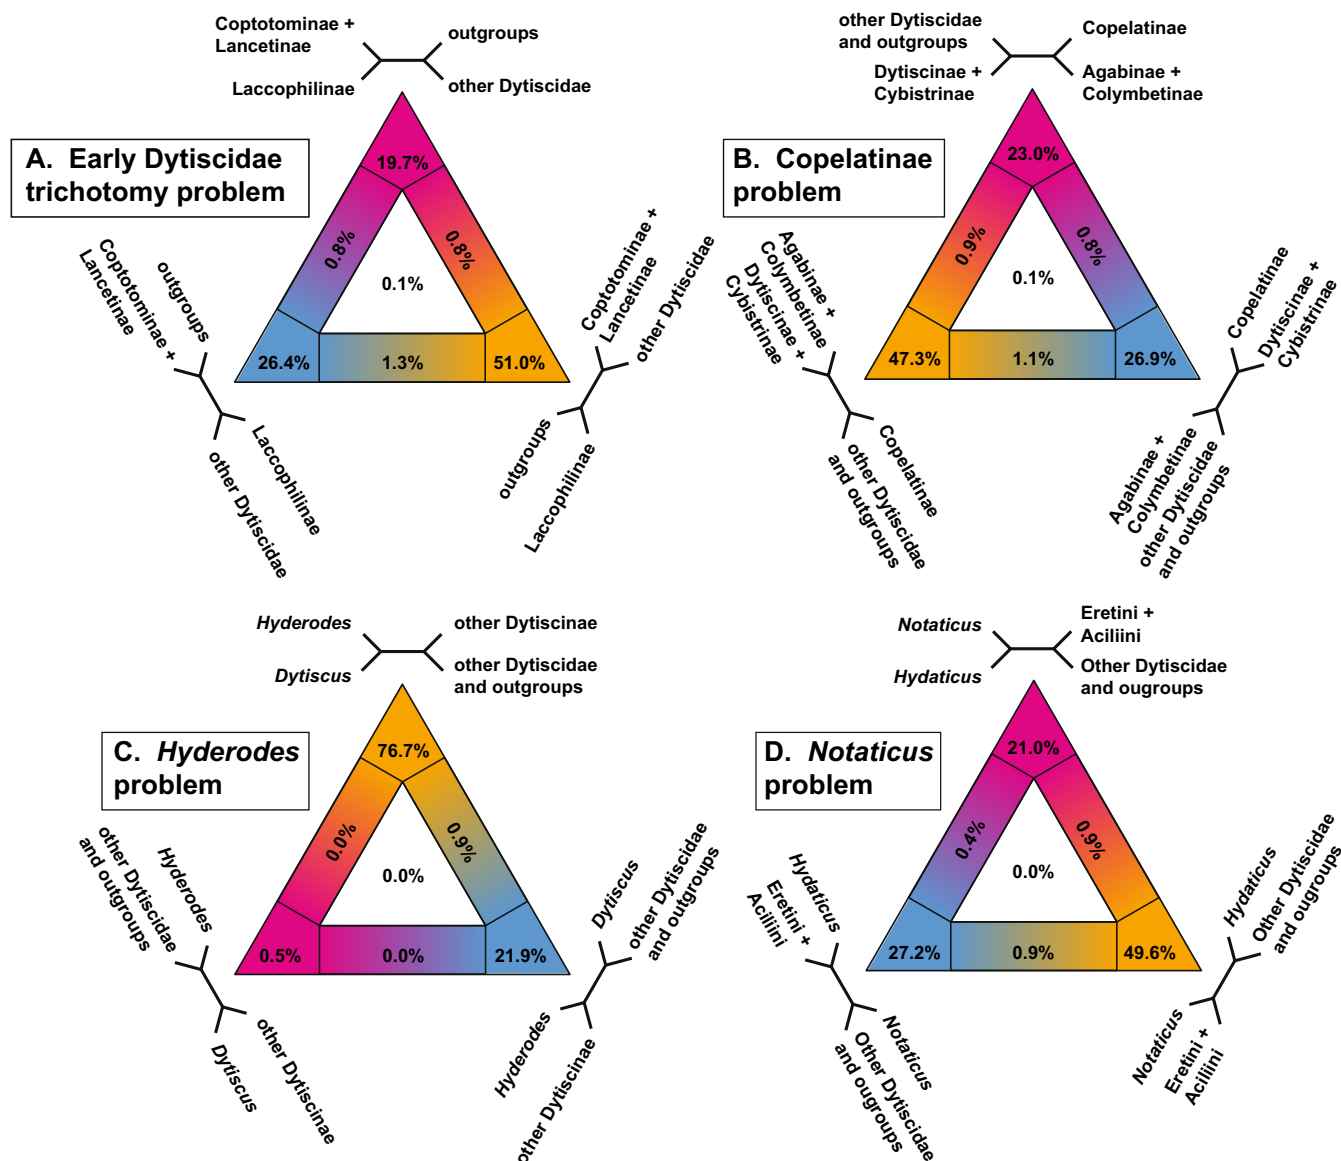 Coptotominae +
Lancetinae
outgroups
Laccophilinae
other Dytiscidae
A. Early Dytiscidae
trichotomy problem
19.7%
0.8%
0.8%
0.1%
26.4%
1.3%
51.0%
outgroups
Coptotominae +
Lancetinae
Laccophilinae
other Dytiscidae
Coptotominae +
Lancetinae
other Dytiscidae
outgroups
Laccophilinae
other Dytiscidae
and outgroups
Copelatinae
Dytiscinae +
Cybistrinae
Agabinae +
Colymbetinae
B. Copelatinae
problem
23.0%
0.9%
0.8%
0.1%
47.3%
1.1%
26.9%
Agabinae +
Colymbetinae
Dytiscinae +
Cybistrinae
Copelatinae
other Dytiscidae
and outgroups
Copelatinae
Dytiscinae +
Cybistrinae
Agabinae +
Colymbetinae
other Dytiscidae
and outgroups
Hyderodes
other Dytiscinae
Dytiscus
other Dytiscidae
and outgroups
C. Hyderodes
problem
76.7%
0.0%
0.9%
0.0%
0.5%
0.0%
21.9%
Hyderodes
other Dytiscidae
and outgroups
other Dytiscinae
Dytiscus
Dytiscus
other Dytiscidae
and outgroups
Hyderodes
other Dytiscinae
Notaticus
Eretini +
Aciliini
Hydaticus
Other Dytiscidae
and ougroups
D. Notaticus
problem
21.0%
0.4%
0.9%
0.0%
27.2%
0.9%
49.6%
Hydaticus
Eretini +
Aciliini
Notaticus
Other Dytiscidae
and ougroups
Hydaticus
Other Dytiscidae
and ougroups
Notaticus
Eretini +
Aciliini